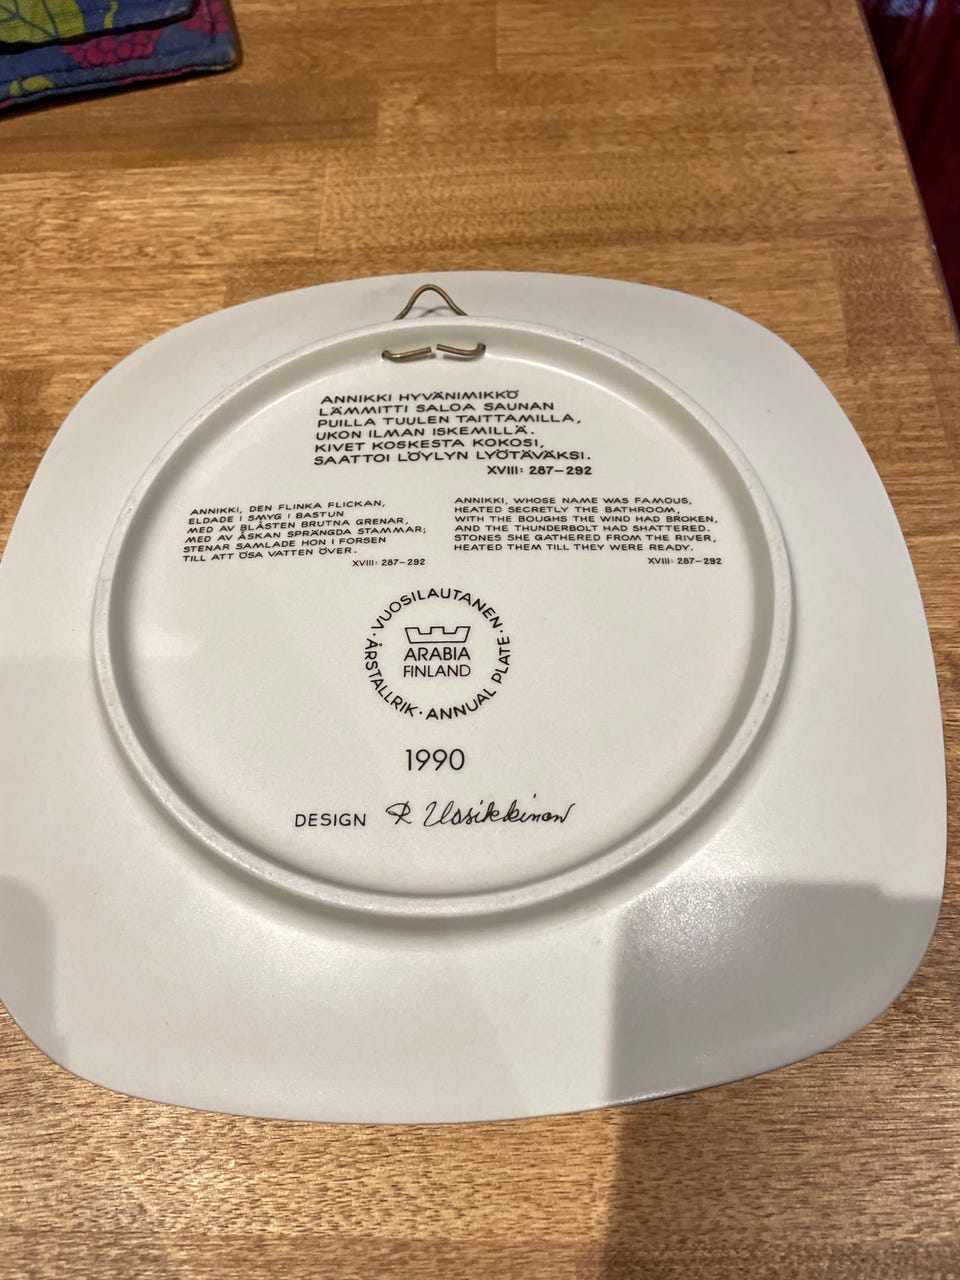 ANNIKKI HYVÄNIMIKKÖ
LÄMMITTI SALOA SAUNAN
PUILLA TUULEN TAITTAMILLA,
UKON ILMAN ISKEMILLÄ.
KIVET KOSKESTA KOKOSI,
SAATTOI LÖYLYN LYÖTÄVÄKSI.
XVIII: 287–292
ANNIKKI, DEN FLINKA FLICKAN,
ELDADE I SMYG I BASTUN
MED AV BLÅSTEN BRUTNA GRENAR,
MED AV ÅSKAN SPRÄNGDA STAMMAR;
STENAR SAMLADE HON I FORSEN
TILL ATT ÖSA VATTEN ÖVER.
XVIII: 287–292
ANNIKKI, WHOSE NAME WAS FAMOUS,
HEATED SECRETLY THE BATHROOM,
WITH THE BOUGHS THE WIND HAD BROKEN,
AND THE THUNDERBOLT HAD SHATTERED.
STONES SHE GATHERED FROM THE RIVER,
HEATED THEM TILL THEY WERE READY.
XVIII: 287–292
· VUOSILAUTANEN · ANNUAL PLATE · ÅRSTALLRIK
ARABIA
FINLAND
1990
DESIGN R Uosikkinen